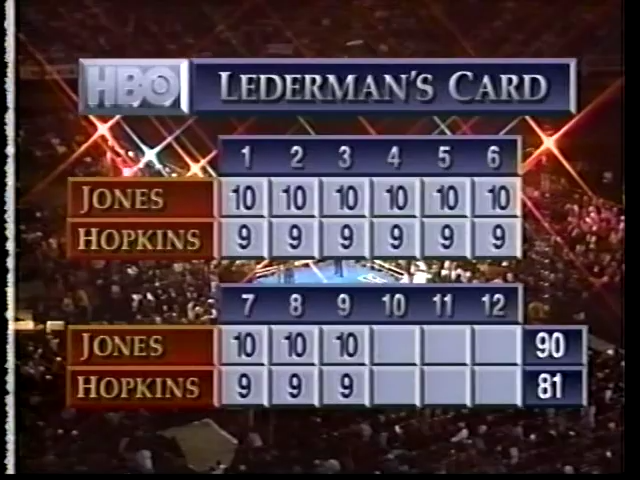 HBO LEDERMAN'S CARD
1 2 3 4 5 6
JONES 10 10 10 10 10 10
HOPKINS 9 9 9 9 9 9
7 8 9 10 11 12
JONES 10 10 10 90
HOPKINS 9 9 9 81